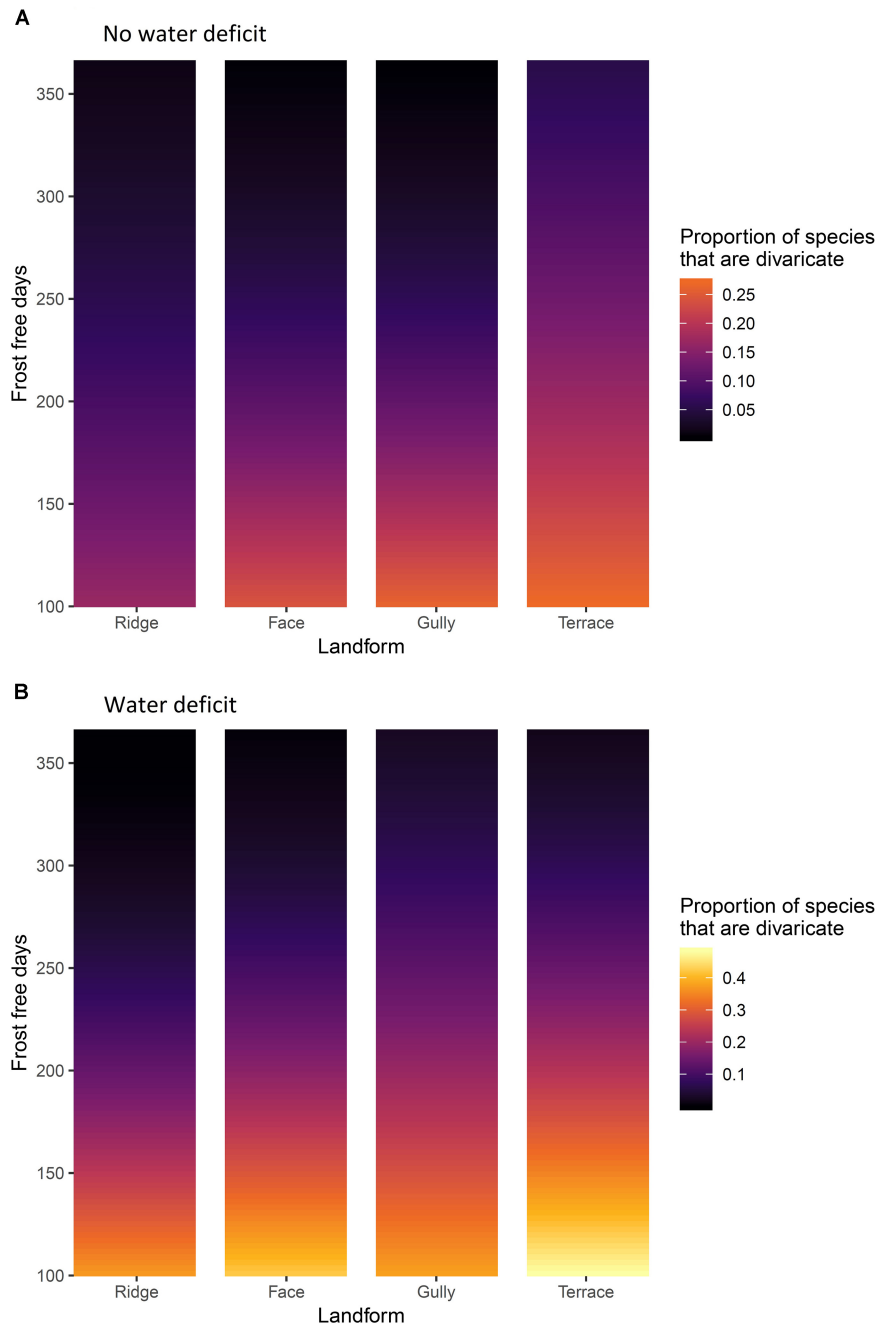 A
No water deficit
Frost free days
350
300
250
200
150
100
Ridge Face Gully Terrace
Landform
Proportion of species
that are divaricate
0.25
0.20
0.15
0.10
0.05
B
Water deficit
Frost free days
350
300
250
200
150
100
Ridge Face Gully Terrace
Landform
Proportion of species
that are divaricate
0.4
0.3
0.2
0.1